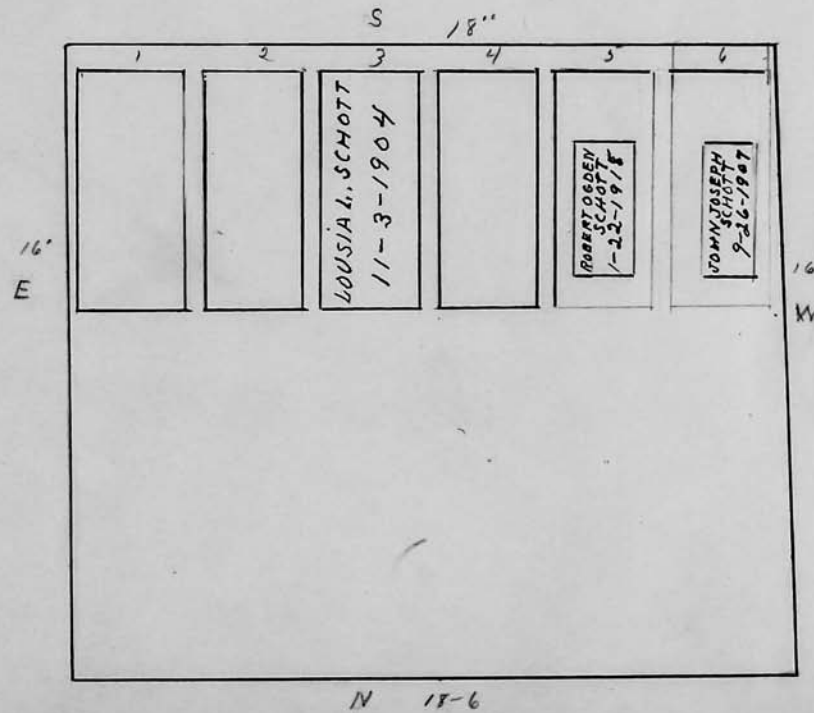 S 18"
1 2 3 4 5 6
LOUSIA L. SCHOTT
11-3-1904
ROBERT OGDEN
SCHOTT
1-22-1918
JOHN JOSEPH
SCHOTT
9-26-1907
16'
E
16
W
N 18-6